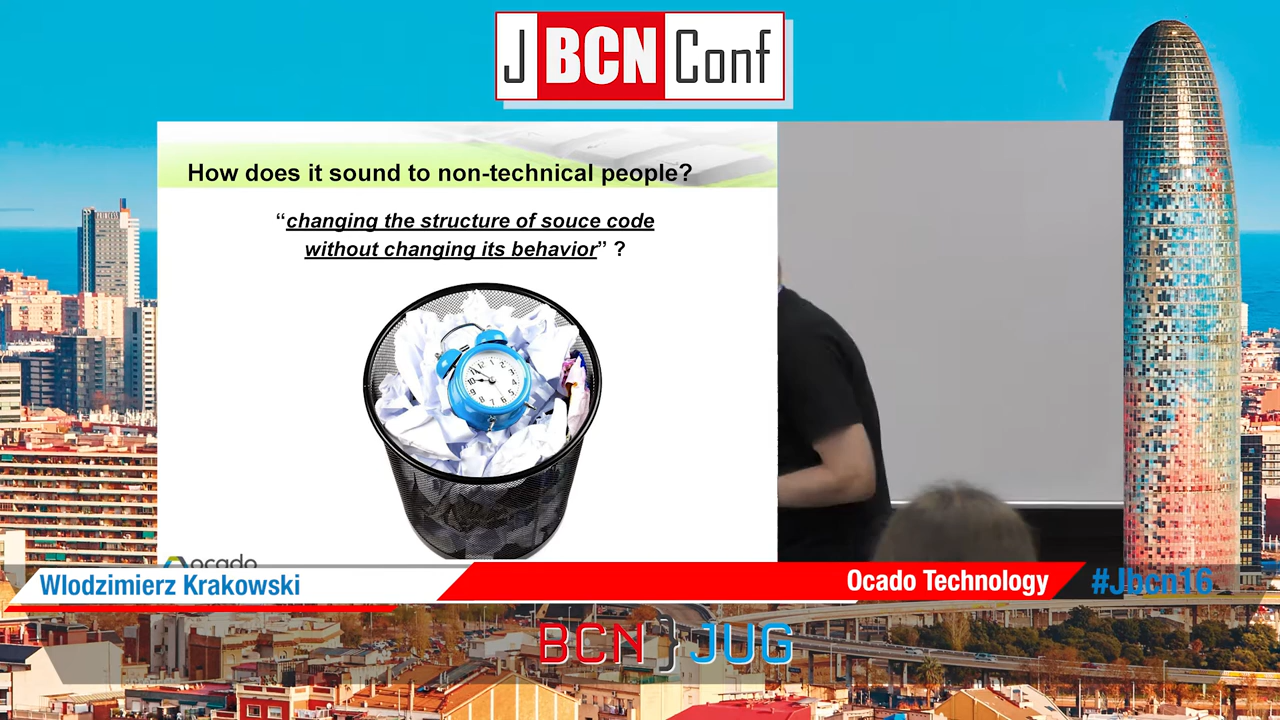 J BCN Conf
How does it sound to non-technical people?
“changing the structure of souce code
without changing its behavior” ?
ocado
Wlodzimierz Krakowski
Ocado Technology
#Jbcn16
BCN JUG